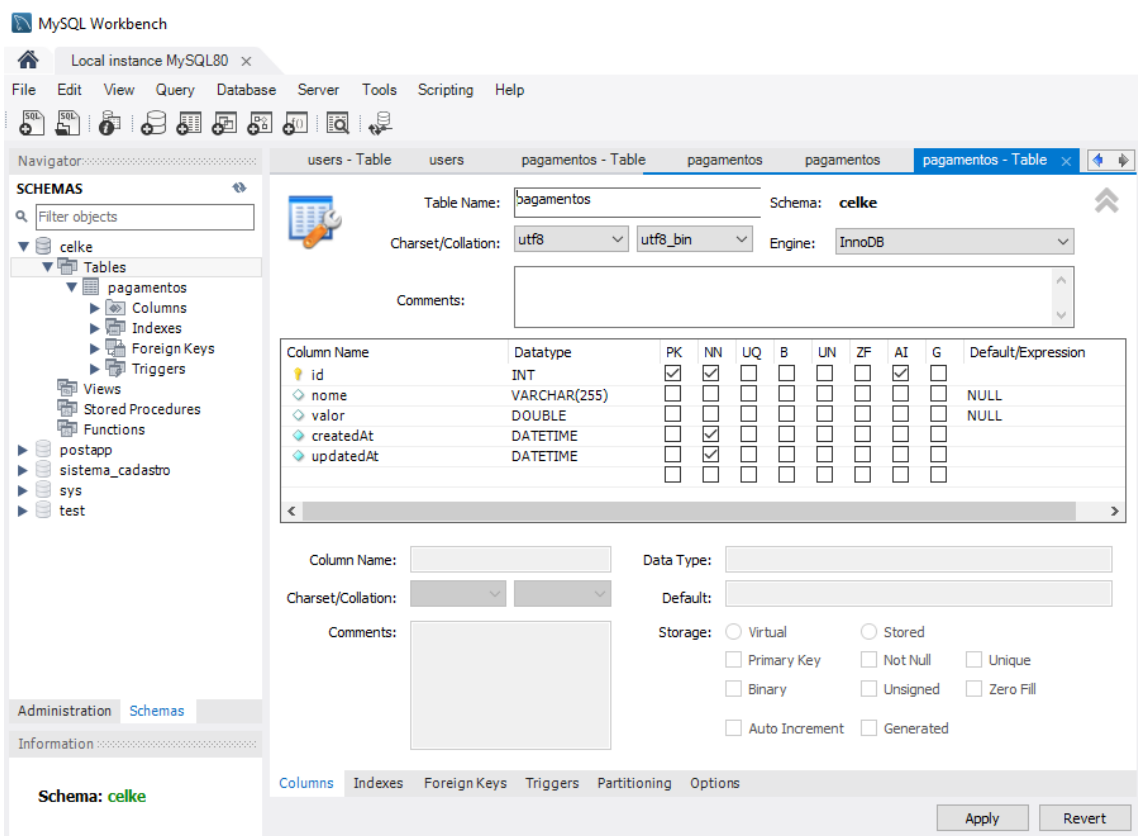 MySQL Workbench
Local instance MySQL80
File Edit View Query Database Server Tools Scripting Help
Navigator
SCHEMAS
Filter objects
celke
Tables
pagamentos
Columns
Indexes
Foreign Keys
Triggers
Views
Stored Procedures
Functions
postapp
sistema_cadastro
sys
test
Administration Schemas
Information
Schema: celke
users - Table users pagamentos - Table pagamentos pagamentos pagamentos - Table
Table Name: pagamentos Schema: celke
Charset/Collation: utf8 utf8_bin Engine: InnoDB
Comments:
Column Name Datatype PK NN UQ B UN ZF AI G Default/Expression
id INT
nome VARCHAR(255) NULL
valor DOUBLE NULL
createdAt DATETIME
updatedAt DATETIME
Column Name: Data Type:
Charset/Collation: Default:
Comments: Storage: Virtual Stored
Primary Key Not Null Unique
Binary Unsigned Zero Fill
Auto Increment Generated
Columns Indexes Foreign Keys Triggers Partitioning Options
Apply Revert